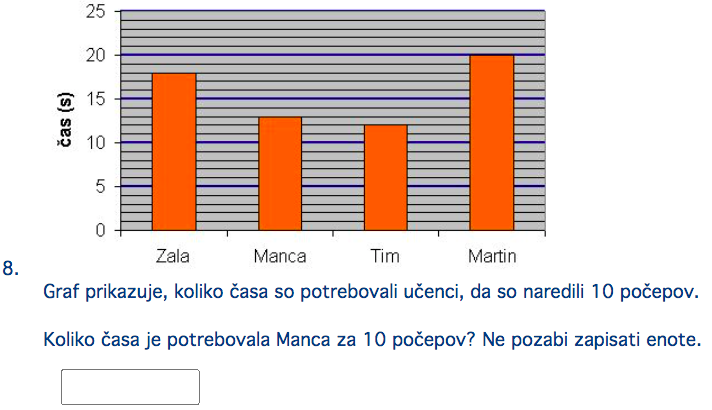 25
20
15
10
5
0
čas (s)
Zala Manca Tim Martin
8.
Graf prikazuje, koliko časa so potrebovali učenci, da so naredili 10 počepov.
Koliko časa je potrebovala Manca za 10 počepov? Ne pozabi zapisati enote.